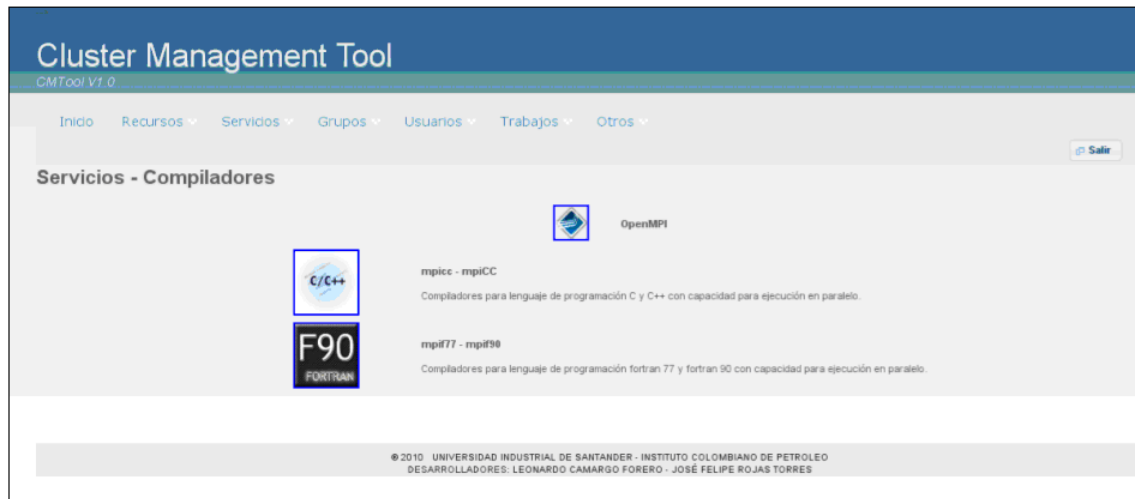 Cluster Management Tool
CMTool V1.0
Inicio Recursos Servicios Grupos Usuarios Trabajos Otros
Salir
Servicios - Compiladores
OpenMPI
C/C++
mpicc - mpiCC
Compiladores para lenguaje de programación C y C++ con capacidad para ejecución en paralelo.
F90
FORTRAN
mpif77 - mpif90
Compiladores para lenguaje de programación fortran 77 y fortran 90 con capacidad para ejecución en paralelo.
® 2010 UNIVERSIDAD INDUSTRIAL DE SANTANDER - INSTITUTO COLOMBIANO DE PETROLEO
DESARROLLADORES: LEONARDO CAMARGO FORERO - JOSÉ FELIPE ROJAS TORRES